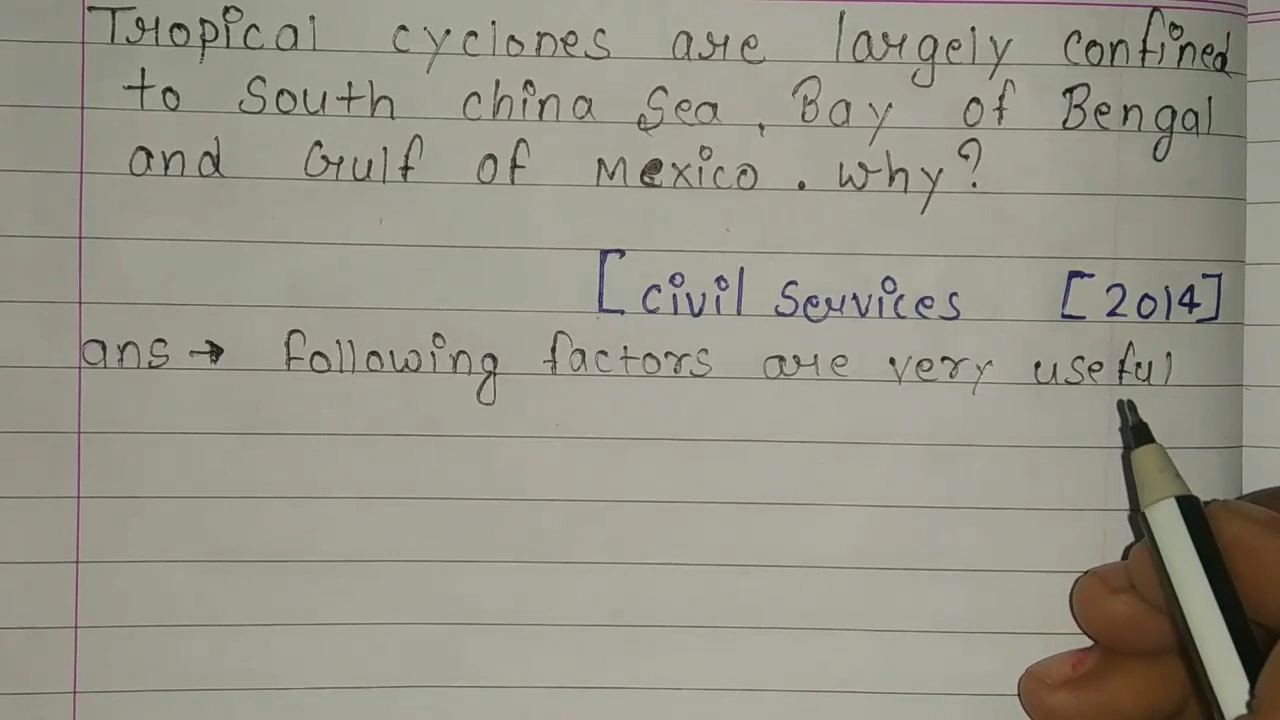 Tropical cyclones are largely confined
to South china Sea, Bay of Bengal
and Gulf of Mexico. Why?
[Civil Services [2014]
ans → Following factors are very useful